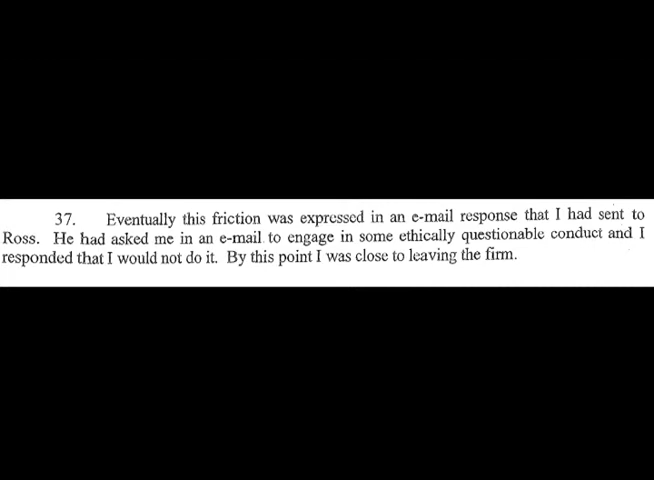 37. Eventually this friction was expressed in an e-mail response that I had sent to
Ross. He had asked me in an e-mail to engage in some ethically questionable conduct and I
responded that I would not do it. By this point I was close to leaving the firm.